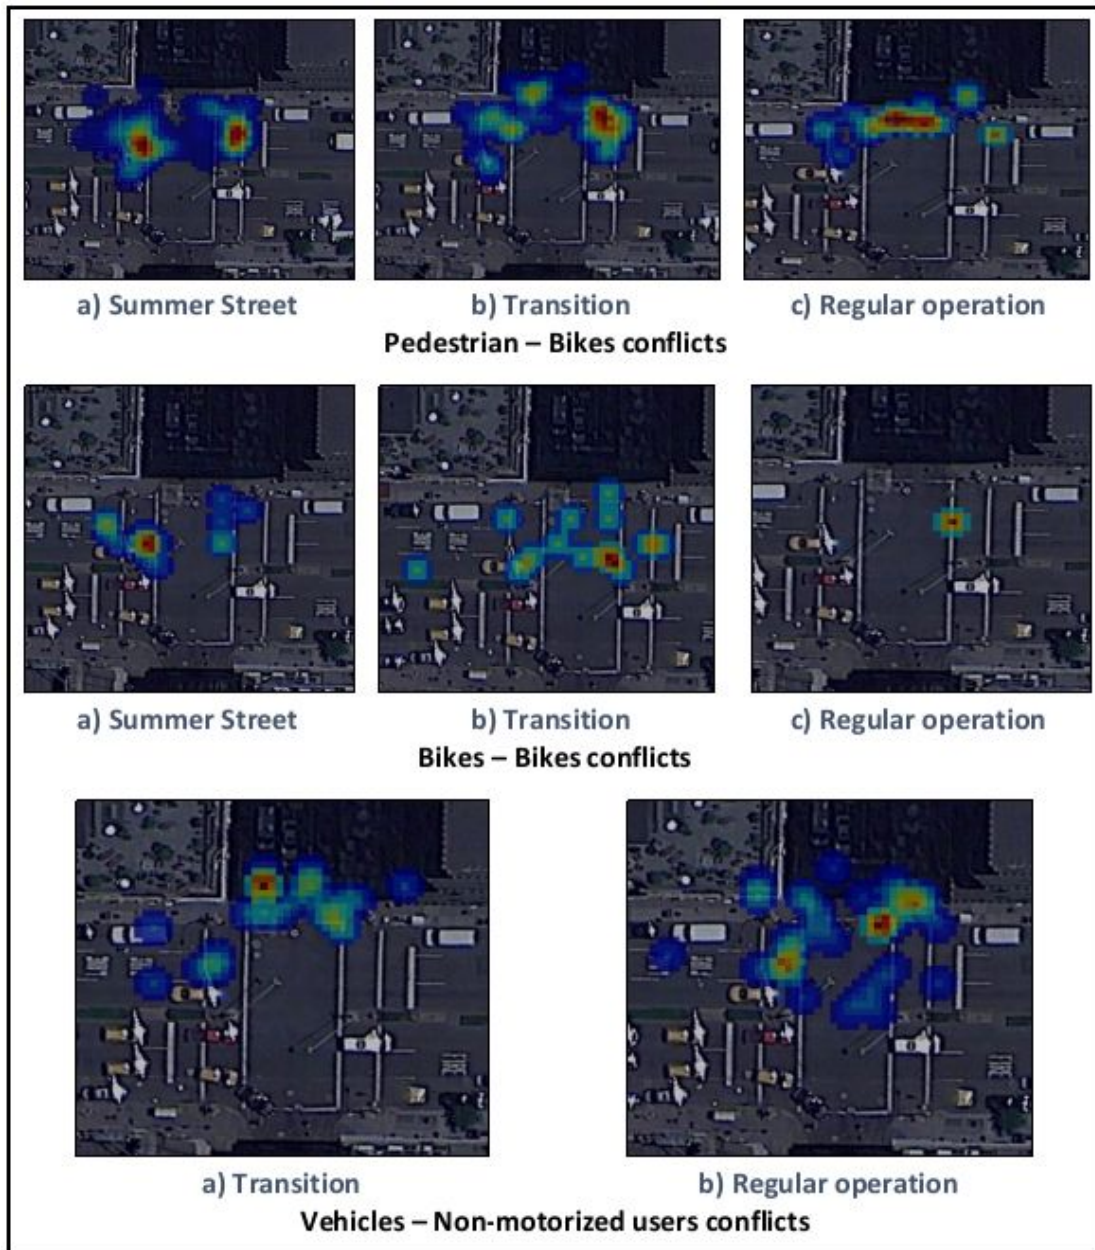 a) Summer Street
b) Transition
c) Regular operation
Pedestrian – Bikes conflicts
a) Summer Street
b) Transition
c) Regular operation
Bikes – Bikes conflicts
a) Transition
b) Regular operation
Vehicles – Non-motorized users conflicts